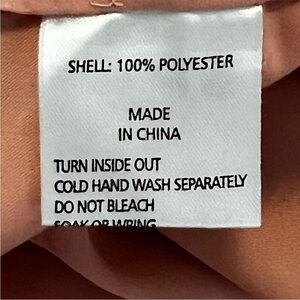 SHELL: 100% POLYESTER
MADE
IN CHINA
TURN INSIDE OUT
COLD HAND WASH SEPARATELY
DO NOT BLEACH
SOAK OR WRING